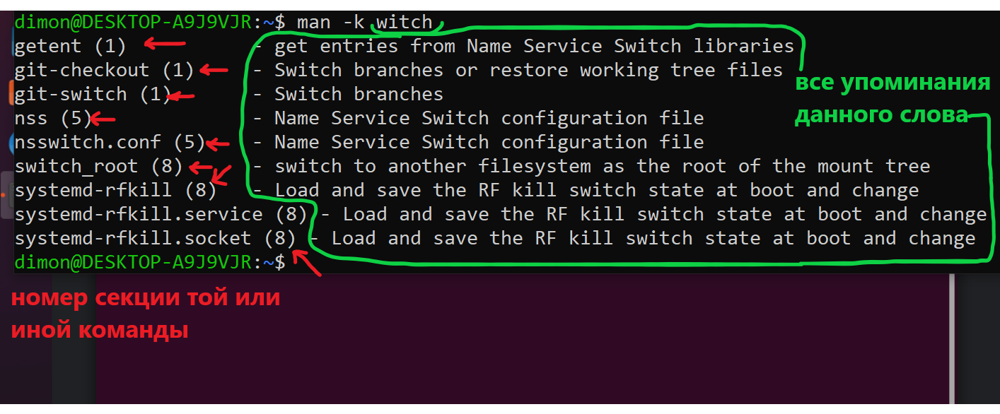 dimon@DESKTOP-A9J9VJR:~$ man -k witch
getent (1) - get entries from Name Service Switch libraries
git-checkout (1) - Switch branches or restore working tree files
git-switch (1) - Switch branches
nss (5) - Name Service Switch configuration file
nsswitch.conf (5) - Name Service Switch configuration file
switch_root (8) - switch to another filesystem as the root of the mount tree
systemd-rfkill (8) - Load and save the RF kill switch state at boot and change
systemd-rfkill.service (8) - Load and save the RF kill switch state at boot and change
systemd-rfkill.socket (8) - Load and save the RF kill switch state at boot and change
dimon@DESKTOP-A9J9VJR:~$
все упоминания
данного слова
номер секции той или
иной команды